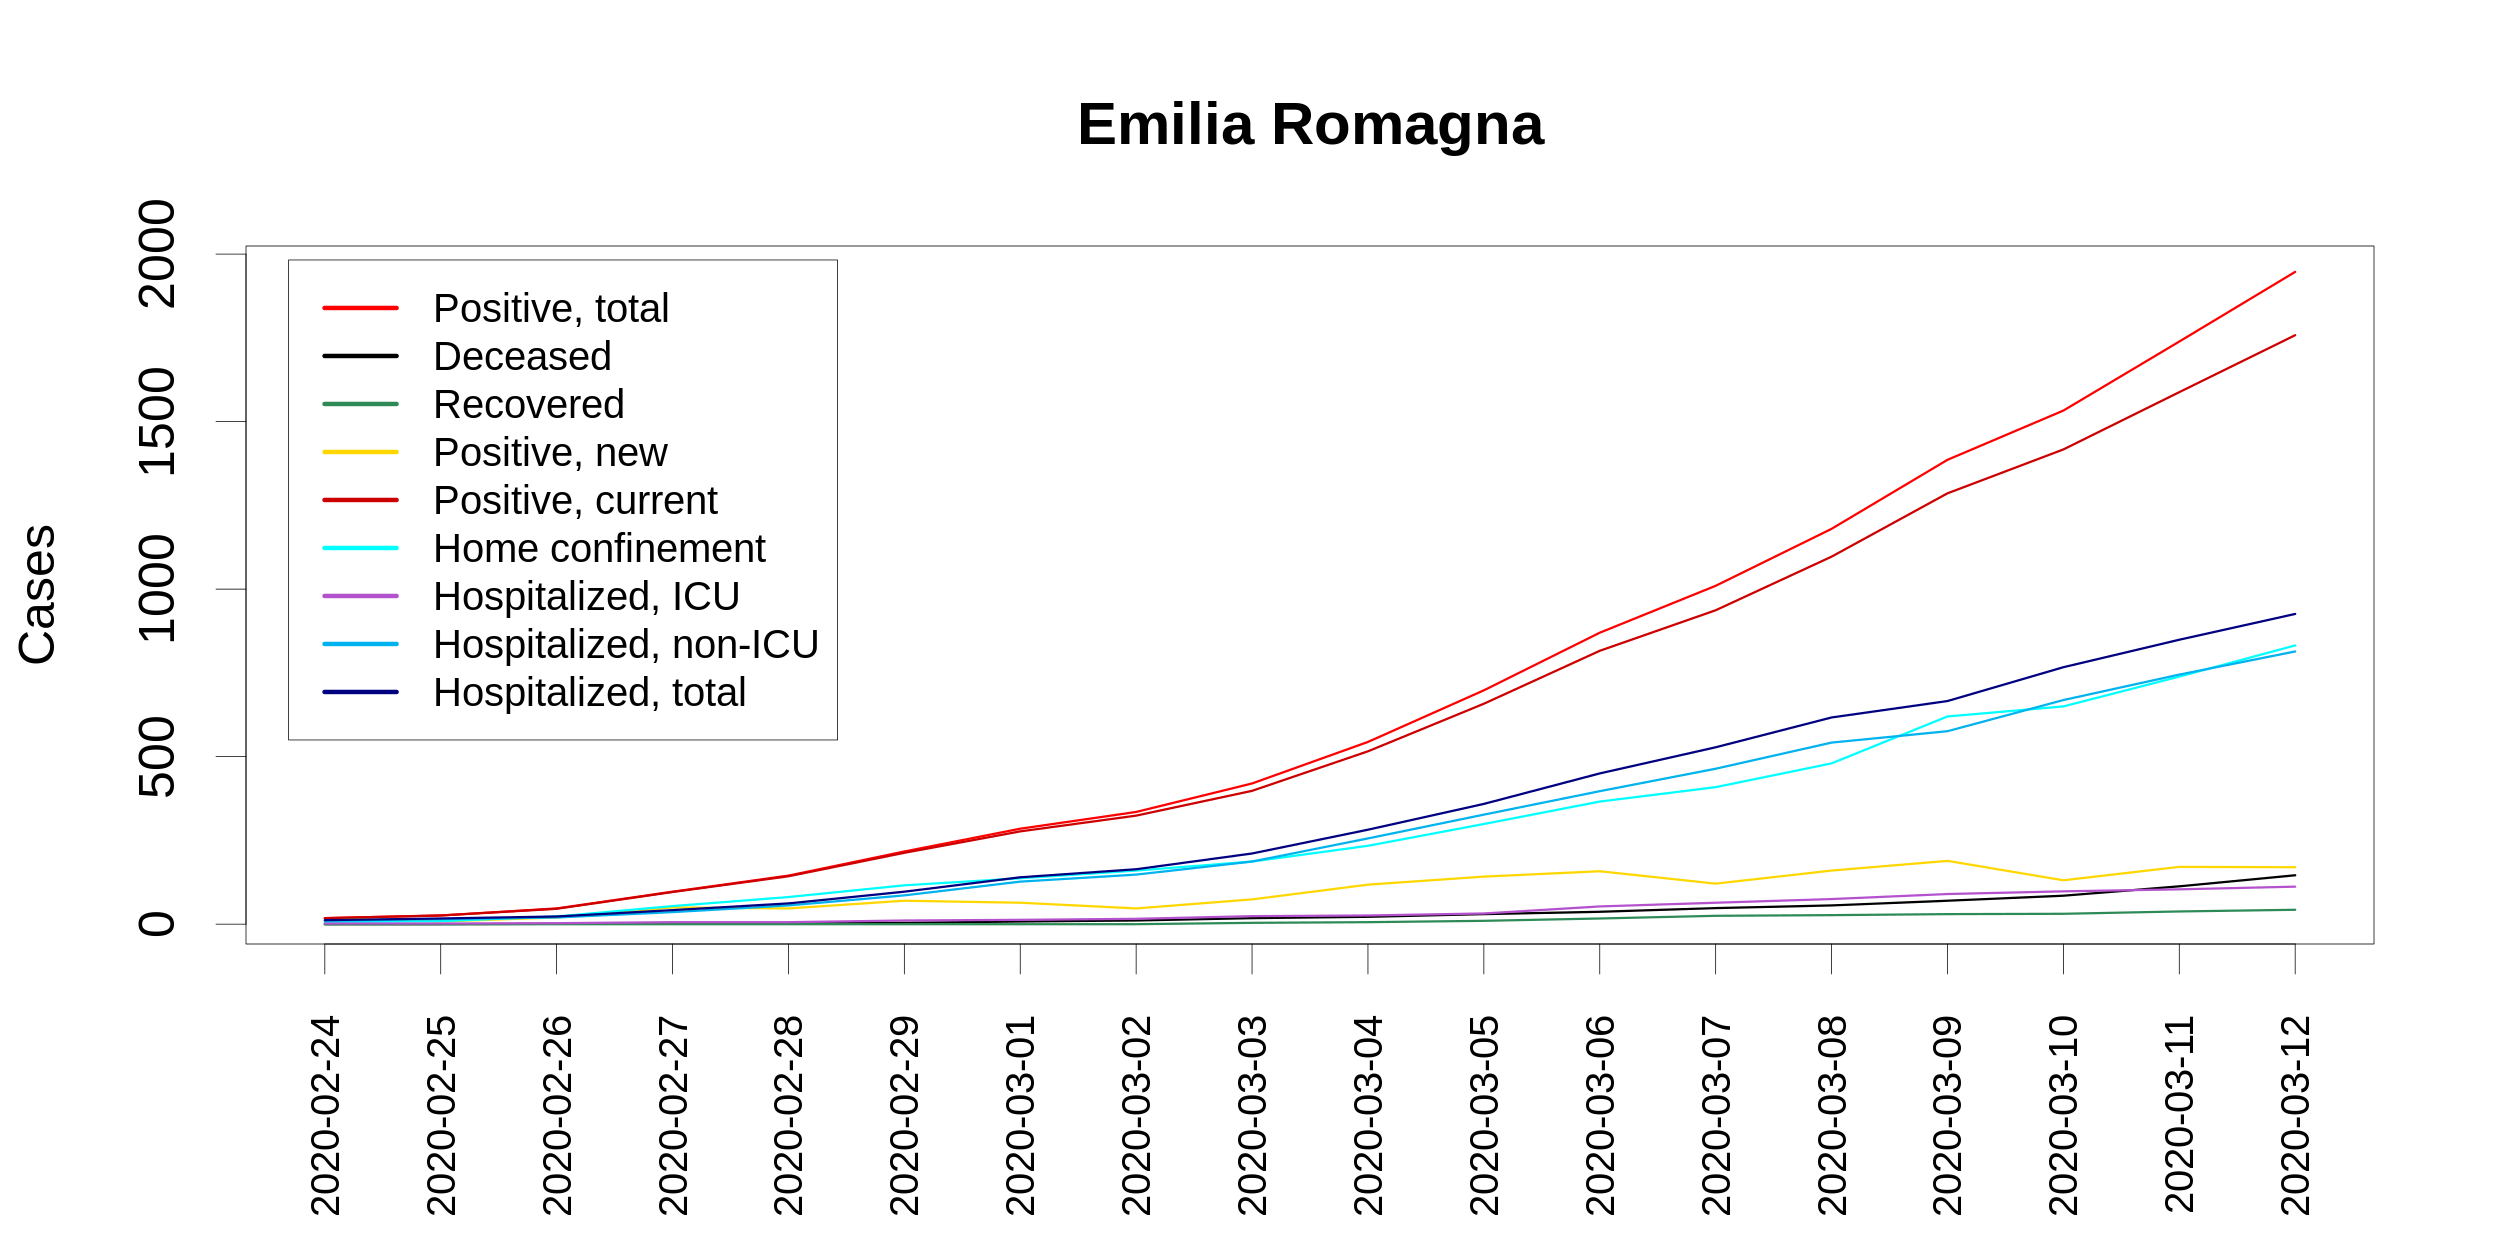 Emilia Romagna
Cases
2000
1500
1000
500
0
Positive, total
Deceased
Recovered
Positive, new
Positive, current
Home confinement
Hospitalized, ICU
Hospitalized, non-ICU
Hospitalized, total
2020-02-24
2020-02-25
2020-02-26
2020-02-27
2020-02-28
2020-02-29
2020-03-01
2020-03-02
2020-03-03
2020-03-04
2020-03-05
2020-03-06
2020-03-07
2020-03-08
2020-03-09
2020-03-10
2020-03-11
2020-03-12